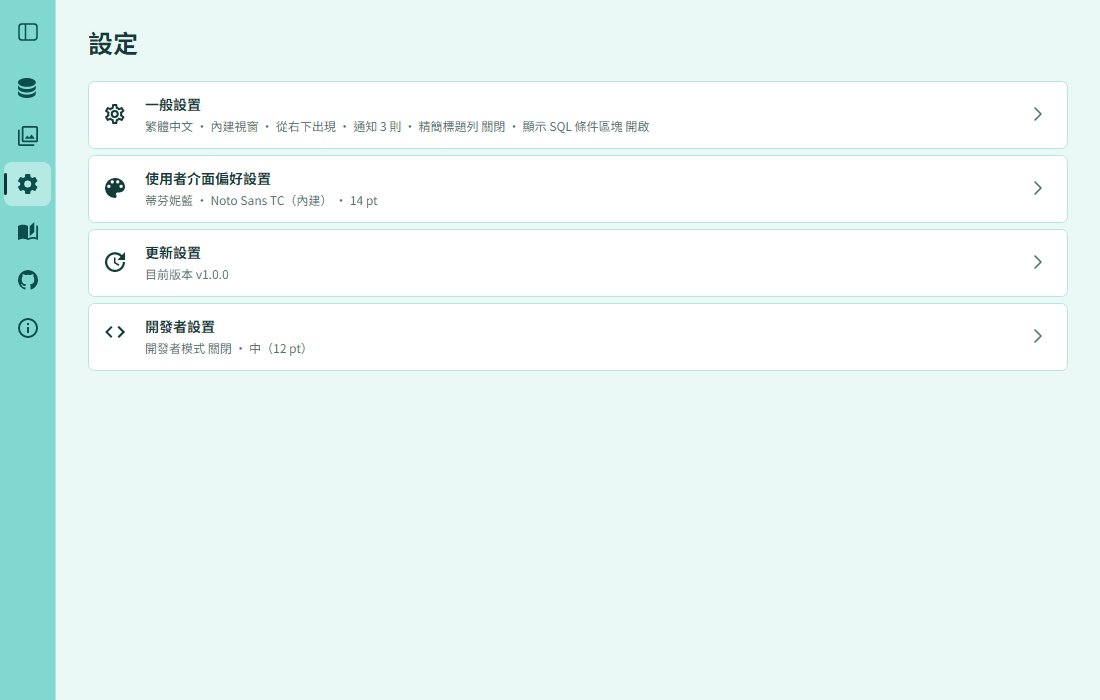 設定
一般設置
繁體中文 • 內建視窗 • 從右下出現 • 通知 3 則 • 精簡標題列 關閉 • 顯示 SQL 條件區塊 開啟
使用者介面偏好設置
蒂芬妮藍 • Noto Sans TC（內建） • 14 pt
更新設置
目前版本 v1.0.0
開發者設置
開發者模式 關閉 • 中（12 pt）